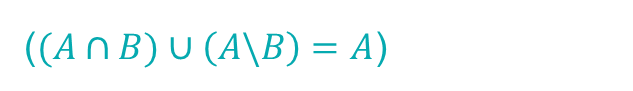 ((A ∩ B) ∪ (A\B) = A)